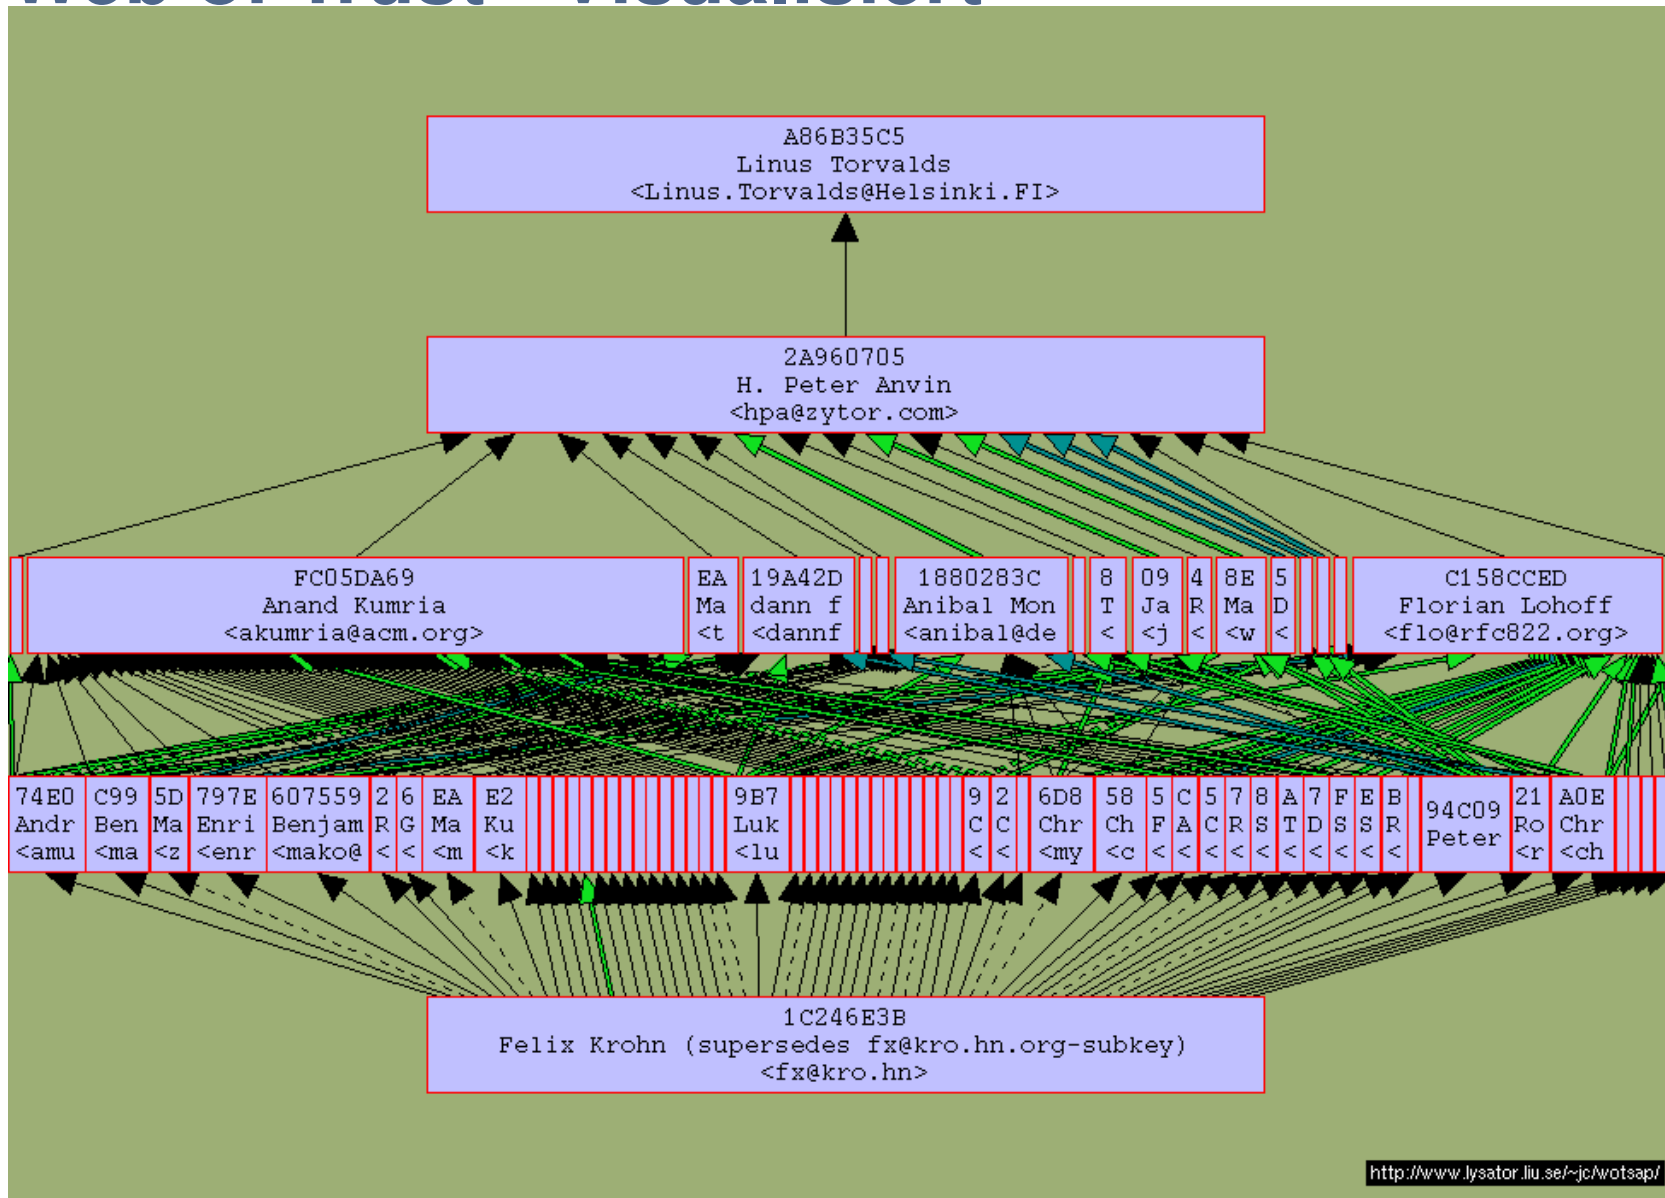 Web of Trust - visualisiert
A86B35C5
Linus Torvalds
<Linus.Torvalds@Helsinki.FI>
2A960705
H. Peter Anvin
<hpa@zytor.com>
FC05DA69
Anand Kumria
<akumria@acm.org>
EA
Ma
<t
19A42D
dann f
<dannf
1880283C
Anibal Mon
<anibal@de
8
T
<
09
Ja
<j
4
R
<
8E
Ma
<w
5
D
<
C158CCED
Florian Lohoff
<flo@rfc822.org>
74E0
Andr
<amu
C99
Ben
<ma
5D
Ma
<z
797E
Enri
<enr
607559
Benjam
<mako@
2
R
<
6
G
<
EA
Ma
<m
E2
Ku
<k
9B7
Luk
<lu
9
C
<
2
C
<
6D8
Chr
<my
58
Ch
<c
5
F
<
C
A
<
5
C
<
7
R
<
8
S
<
A
T
<
7
D
<
F
S
<
E
S
<
B
R
<
94C09
Peter
21
Ro
<r
A0E
Chr
<ch
1C246E3B
Felix Krohn (supersedes fx@kro.hn.org-subkey)
<fx@kro.hn>
http://www.lysator.liu.se/~jc/wotsap/